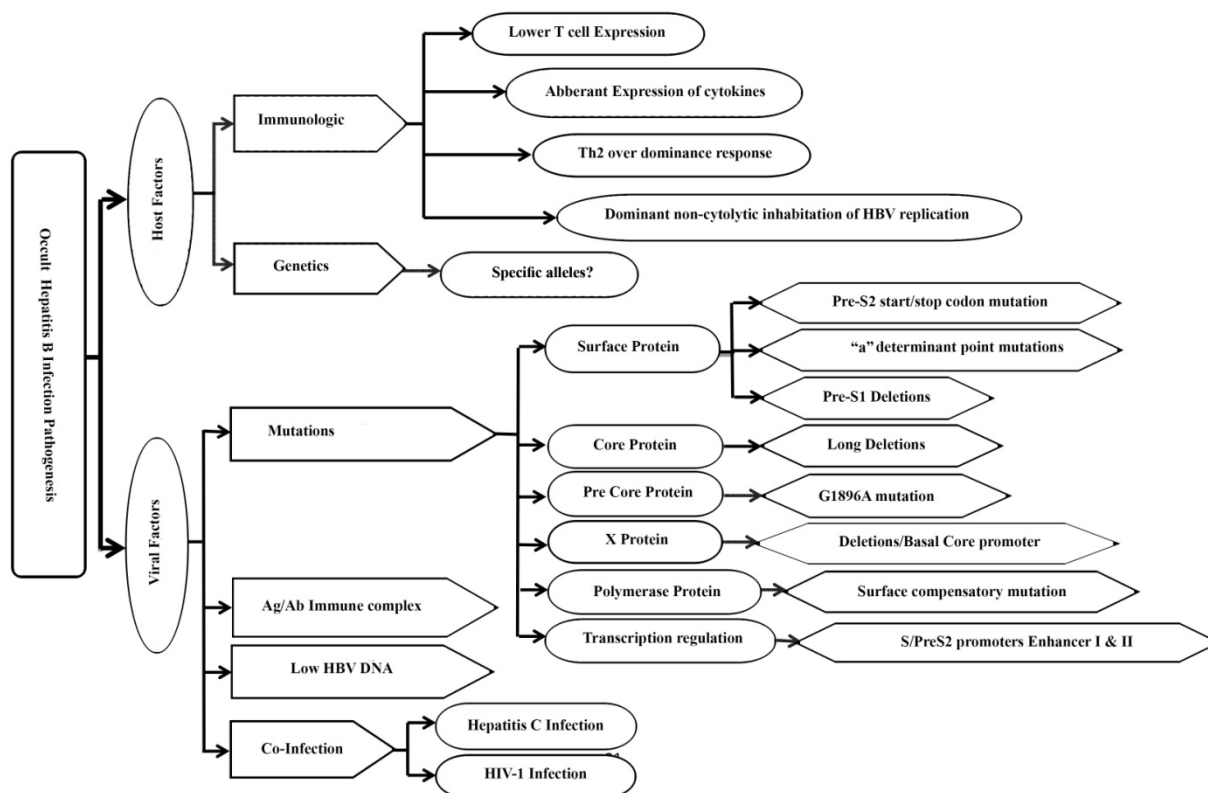 Occult Hepatitis B Infection Pathogenesis
Host Factors
Immunologic
Lower T cell Expression
Abberant Expression of cytokines
Th2 over dominance response
Dominant non-cytolytic inhabitation of HBV replication
Genetics
Specific alleles?
Viral Factors
Mutations
Surface Protein
Pre-S2 start/stop codon mutation
“a” determinant point mutations
Pre-S1 Deletions
Core Protein
Long Deletions
Pre Core Protein
G1896A mutation
X Protein
Deletions/Basal Core promoter
Polymerase Protein
Surface compensatory mutation
Transcription regulation
S/PreS2 promoters Enhancer I & II
Ag/Ab Immune complex
Low HBV DNA
Co-Infection
Hepatitis C Infection
HIV-1 Infection